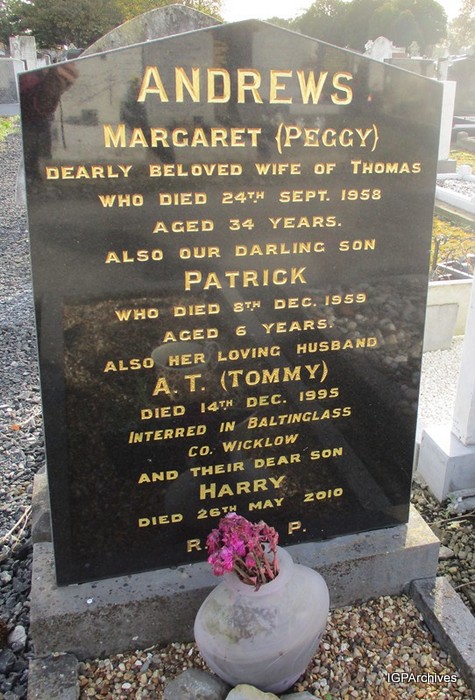 ANDREWS
MARGARET (PEGGY)
DEARLY BELOVED WIFE OF THOMAS
WHO DIED 24TH SEPT. 1958
AGED 34 YEARS.
ALSO OUR DARLING SON
PATRICK
WHO DIED 8TH DEC. 1959
AGED 6 YEARS.
ALSO HER LOVING HUSBAND
A.T. (TOMMY)
DIED 14TH DEC. 1995
INTERRED IN BALTINGLASS
CO. WICKLOW
AND THEIR DEAR SON
HARRY
DIED 26TH MAY 2010
R. P.
IGPArchives